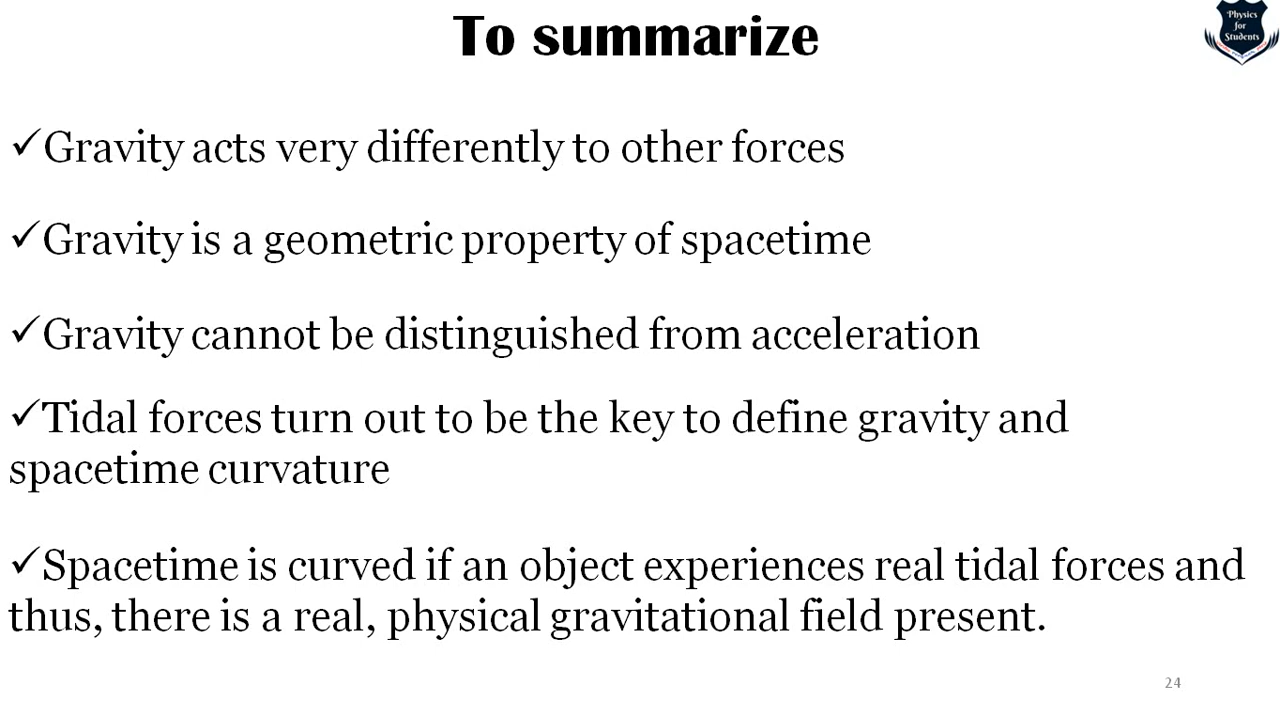 To summarize
Physics
for
Students
✓Gravity acts very differently to other forces
✓Gravity is a geometric property of spacetime
✓Gravity cannot be distinguished from acceleration
✓Tidal forces turn out to be the key to define gravity and
spacetime curvature
✓Spacetime is curved if an object experiences real tidal forces and
thus, there is a real, physical gravitational field present.
24